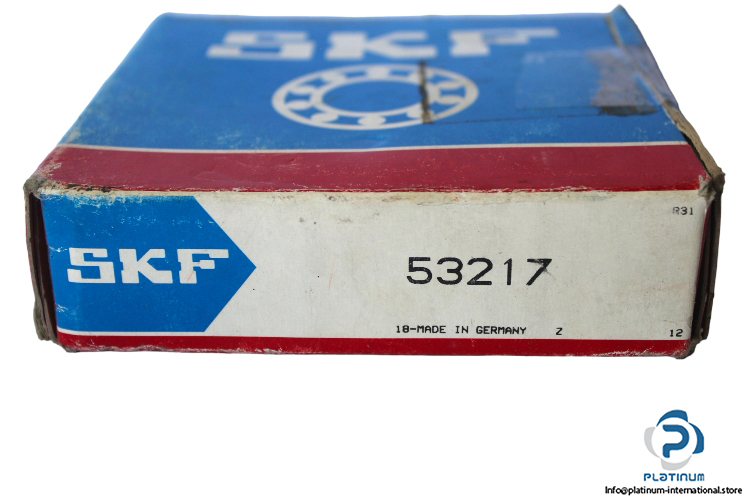 SKF
R31
SKF
53217
18-MADE IN GERMANY Z 12
PLATINUM
Info@platinum-international.store